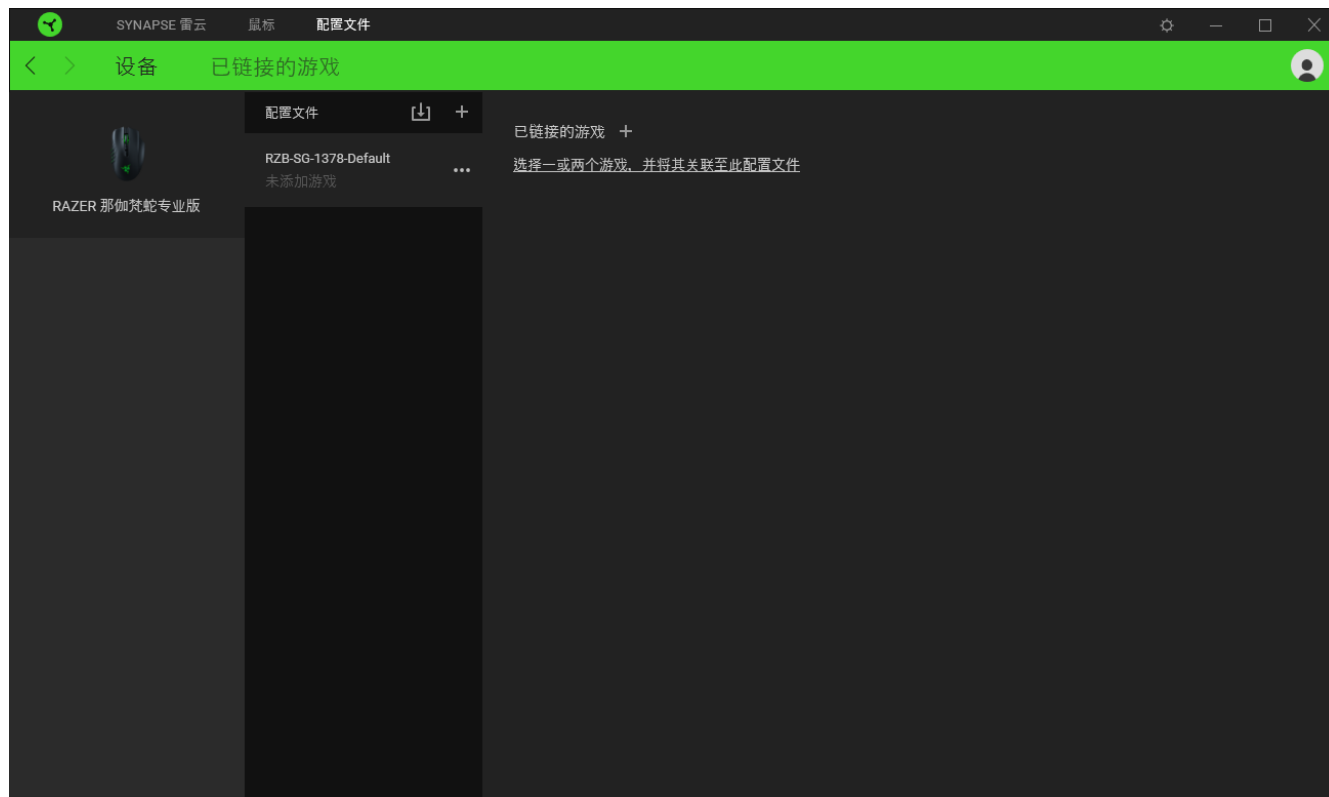 SYNAPSE 雷云 鼠标 配置文件
设备 已链接的游戏
RAZER 那伽梵蛇专业版
配置文件
RZB-SG-1378-Default
未添加游戏
已链接的游戏
选择一或两个游戏，并将其关联至此配置文件